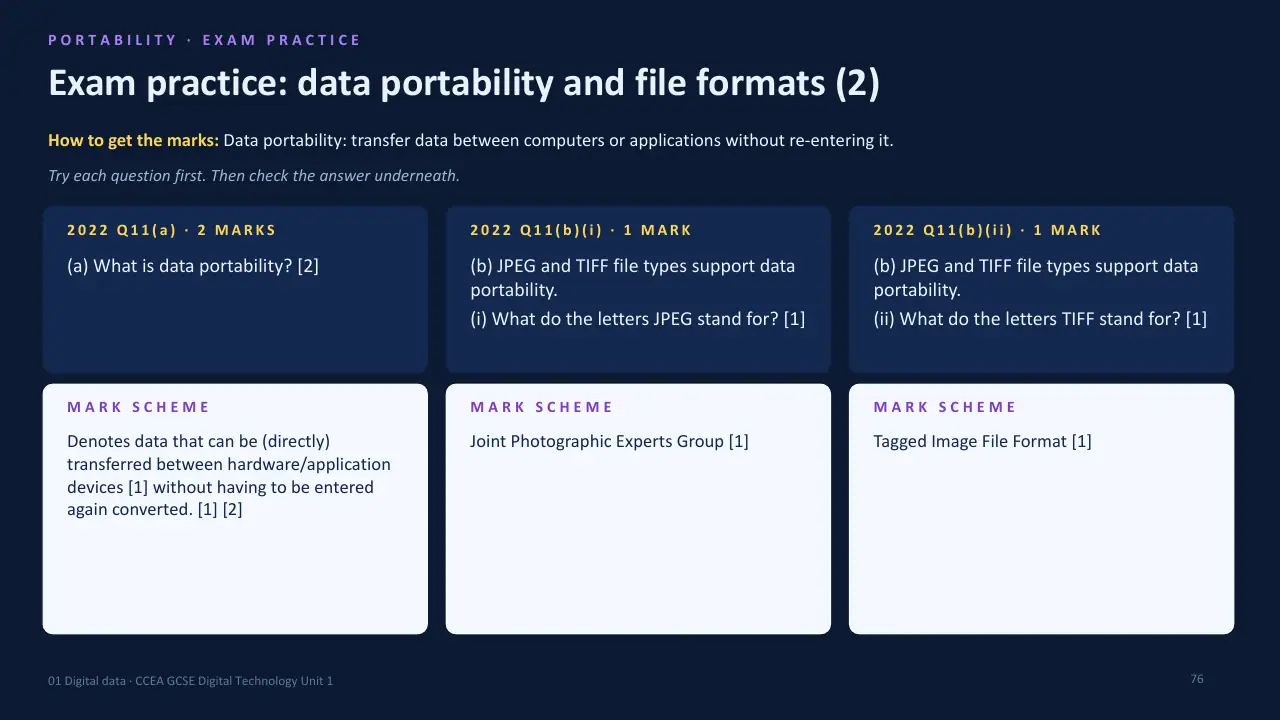 PORTABILITY · EXAM PRACTICE
Exam practice: data portability and file formats (2)
How to get the marks: Data portability: transfer data between computers or applications without re-entering it.
Try each question first. Then check the answer underneath.
2022 Q11(a) · 2 MARKS
(a) What is data portability? [2]
MARK SCHEME
Denotes data that can be (directly)
transferred between hardware/application
devices [1] without having to be entered
again converted. [1] [2]
2022 Q11(b)(i) · 1 MARK
(b) JPEG and TIFF file types support data
portability.
(i) What do the letters JPEG stand for? [1]
MARK SCHEME
Joint Photographic Experts Group [1]
2022 Q11(b)(ii) · 1 MARK
(b) JPEG and TIFF file types support data
portability.
(ii) What do the letters TIFF stand for? [1]
MARK SCHEME
Tagged Image File Format [1]
01 Digital data · CCEA GCSE Digital Technology Unit 1
76